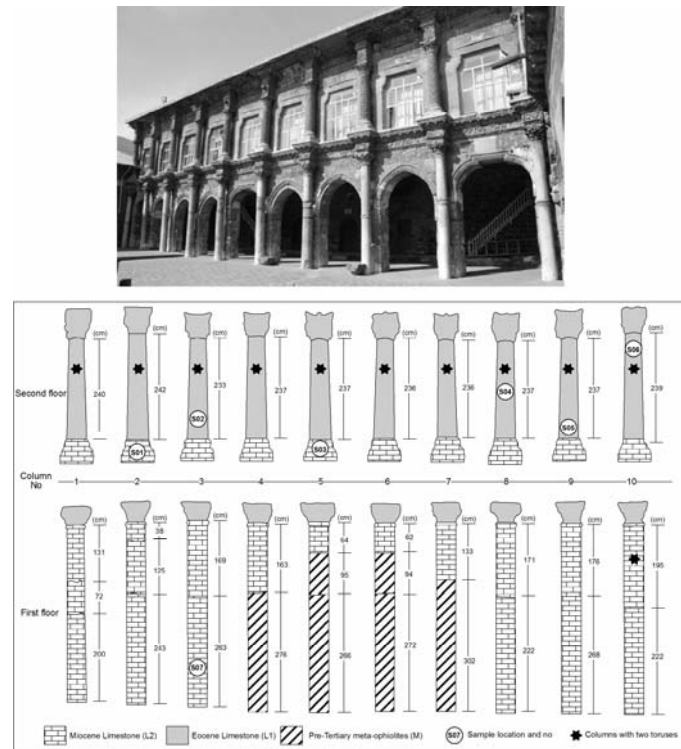 (cm) (cm) (cm) (cm) (cm) (cm) (cm) (cm) (cm) (cm)
Second floor
240 242 233 237 237 236 236 237 237 239
S01 S02 S03 S04 S05 S06
Column No 1 2 3 4 5 6 7 8 9 10
(cm) (cm) (cm) (cm) (cm) (cm) (cm) (cm) (cm) (cm)
First floor
131 72 200
38 125 243
169 263
163 276
64 95 266
62 94 272
133 302
171 222
176 268
195 222
S07
Miocene Limestone (L2) Eocene Limestone (L1) Pre-Tertiary meta-ophiolites (M) S07 Sample location and no Columns with two toruses